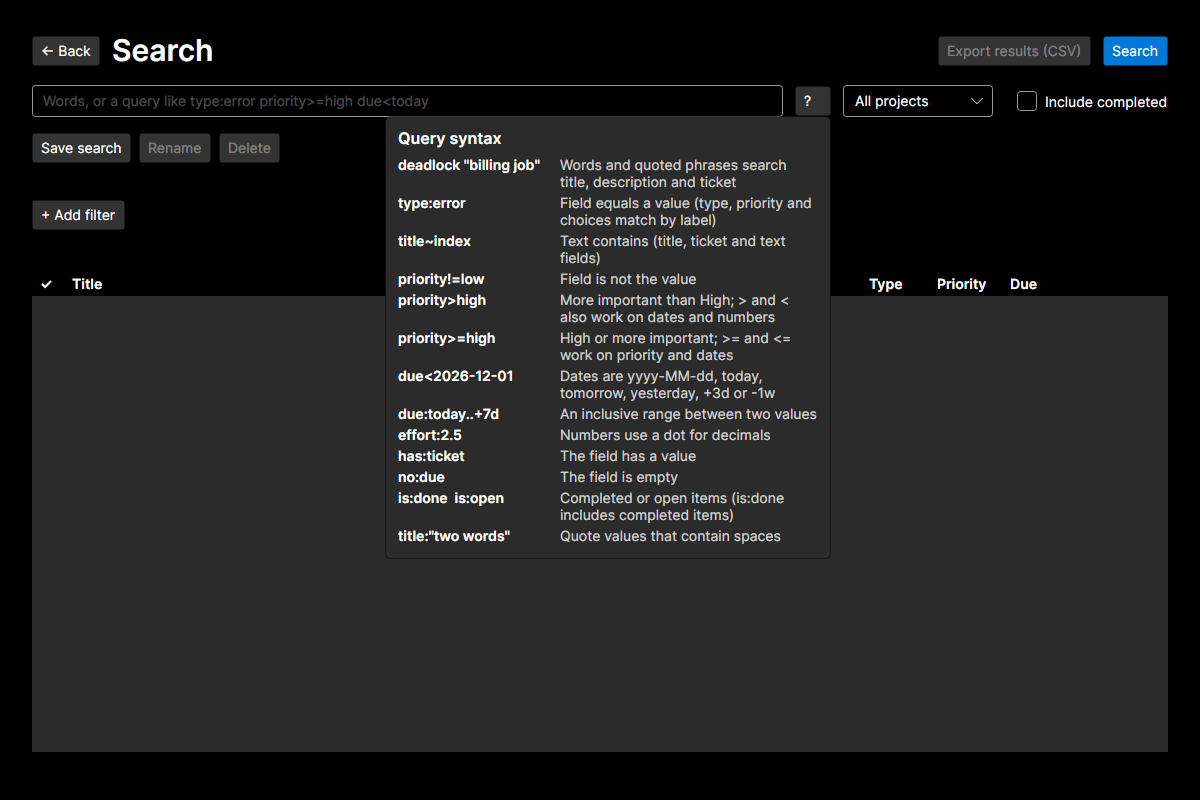 ← Back Search Export results (CSV) Search
Words, or a query like type:error priority>=high due<today ? All projects Include completed
Save search Rename Delete
+ Add filter
✓ Title Type Priority Due
Query syntax
deadlock "billing job" Words and quoted phrases search
title, description and ticket
type:error Field equals a value (type, priority and
choices match by label)
title~index Text contains (title, ticket and text
fields)
priority!=low Field is not the value
priority>high More important than High; > and <
also work on dates and numbers
priority>=high High or more important; >= and <=
work on priority and dates
due<2026-12-01 Dates are yyyy-MM-dd, today,
tomorrow, yesterday, +3d or -1w
due:today..+7d An inclusive range between two values
effort:2.5 Numbers use a dot for decimals
has:ticket The field has a value
no:due The field is empty
is:done is:open Completed or open items (is:done
includes completed items)
title:"two words" Quote values that contain spaces